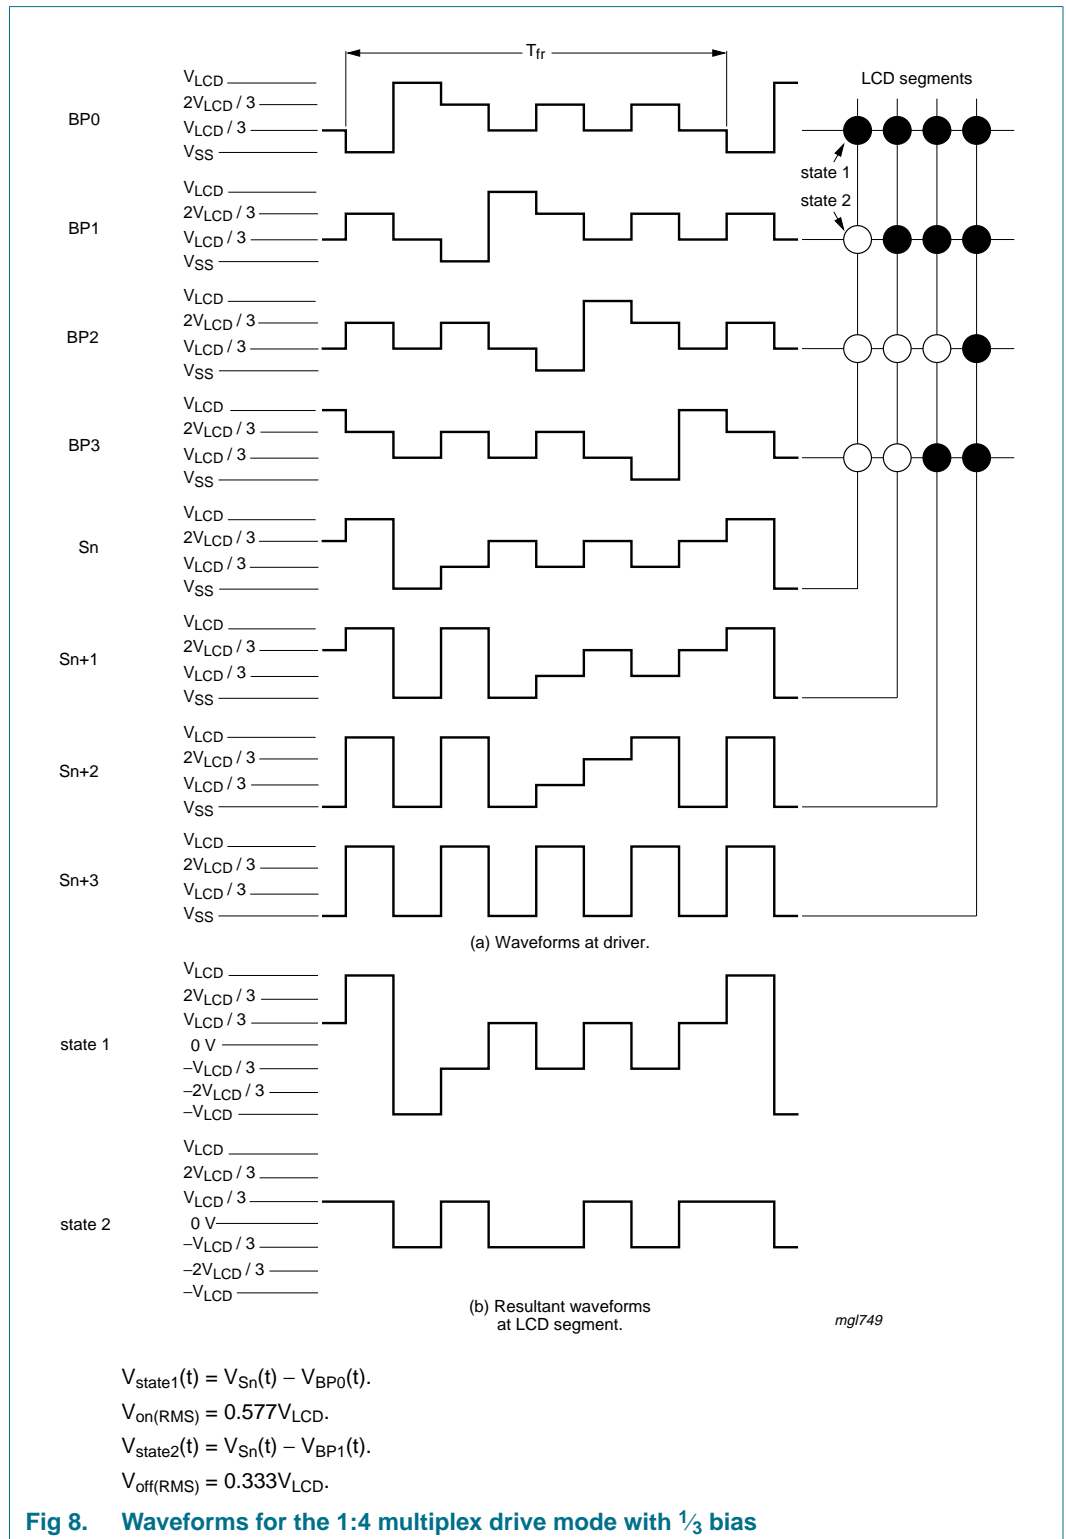 Tfr
LCD segments
BP0
VLCD
2VLCD / 3
VLCD / 3
VSS
state 1
state 2
BP1
VLCD
2VLCD / 3
VLCD / 3
VSS
BP2
VLCD
2VLCD / 3
VLCD / 3
VSS
BP3
VLCD
2VLCD / 3
VLCD / 3
VSS
Sn
VLCD
2VLCD / 3
VLCD / 3
VSS
Sn+1
VLCD
2VLCD / 3
VLCD / 3
VSS
Sn+2
VLCD
2VLCD / 3
VLCD / 3
VSS
Sn+3
VLCD
2VLCD / 3
VLCD / 3
VSS
(a) Waveforms at driver.
state 1
VLCD
2VLCD / 3
VLCD / 3
0 V
−VLCD / 3
−2VLCD / 3
−VLCD
state 2
VLCD
2VLCD / 3
VLCD / 3
0 V
−VLCD / 3
−2VLCD / 3
−VLCD
(b) Resultant waveforms
at LCD segment.
mgl749
Vstate1(t) = VSn(t) − VBP0(t).
Von(RMS) = 0.577VLCD.
Vstate2(t) = VSn(t) − VBP1(t).
Voff(RMS) = 0.333VLCD.
Fig 8. Waveforms for the 1:4 multiplex drive mode with 1⁄3 bias